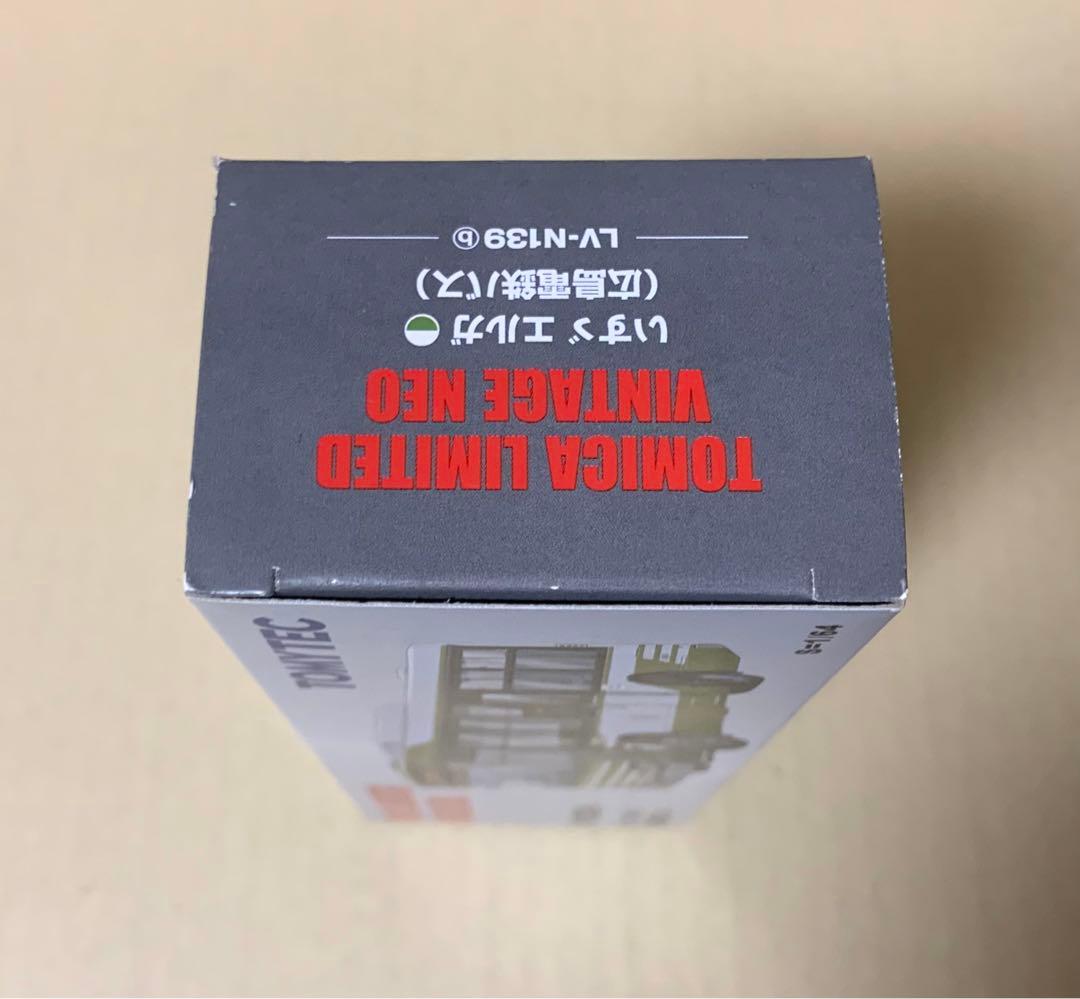 TOMICA LIMITED
VINTAGE NEO
いすゞ エルガ
（広島電鉄バス）
LV-N139 ⓑ
TOMYTEC
S=1/64